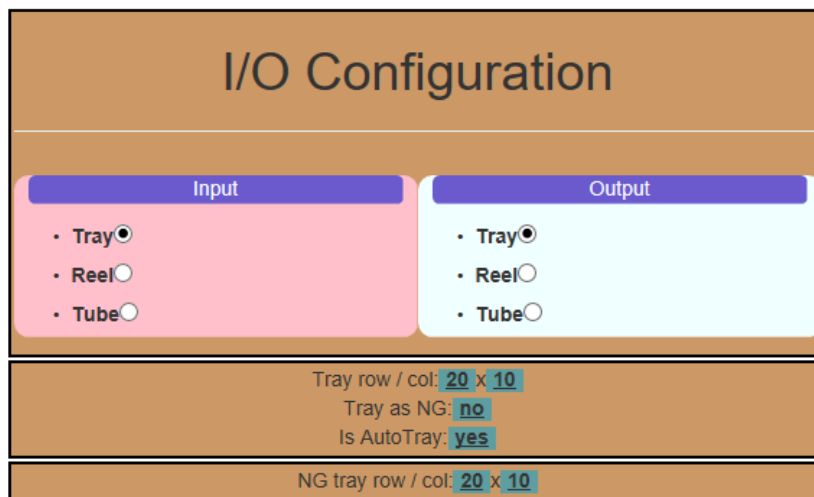 I/O Configuration
Input
• Tray
• Reel
• Tube
Output
• Tray
• Reel
• Tube
Tray row / col: 20 x 10
Tray as NG: no
Is AutoTray: yes
NG tray row / col: 20 x 10